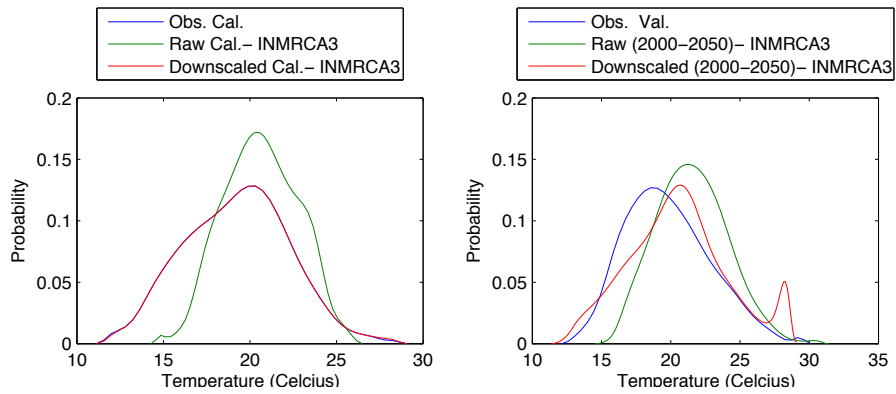 Obs. Cal.
Raw Cal.− INMRCA3
Downscaled Cal.− INMRCA3
0.2
0.15
0.1
0.05
0
Probability
10
15
20
25
30
Temperature (Celcius)
Obs. Val.
Raw (2000−2050)− INMRCA3
Downscaled (2000−2050)− INMRCA3
0.2
0.15
0.1
0.05
0
Probability
10
15
20
25
30
35
Temperature (Celcius)